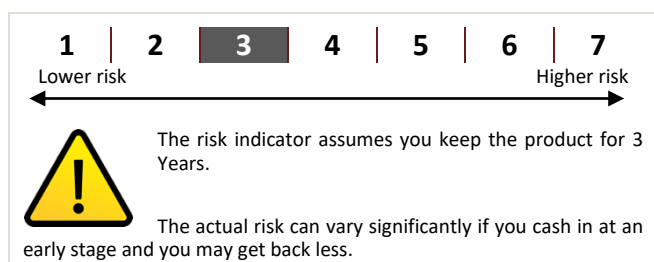 1 2 3 4 5 6 7
Lower risk Higher risk
The risk indicator assumes you keep the product for 3
Years.
The actual risk can vary significantly if you cash in at an
early stage and you may get back less.